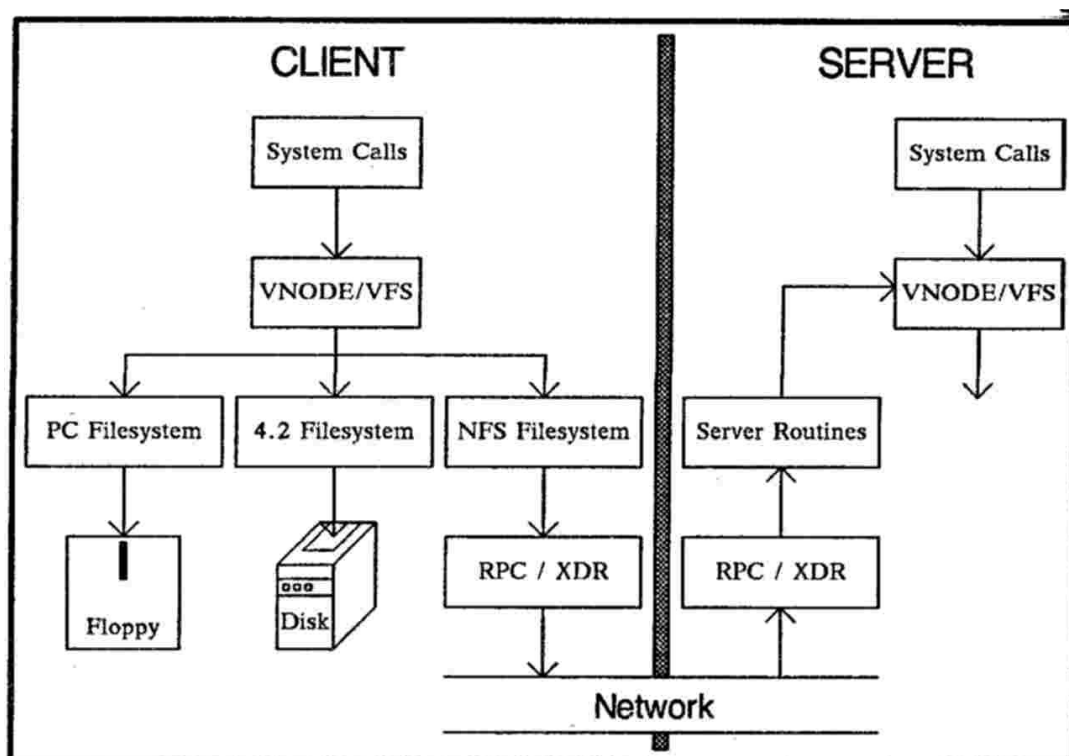 CLIENT
SERVER
System Calls
System Calls
VNODE/VFS
VNODE/VFS
PC Filesystem
4.2 Filesystem
NFS Filesystem
Server Routines
RPC / XDR
RPC / XDR
Floppy
Disk
Network